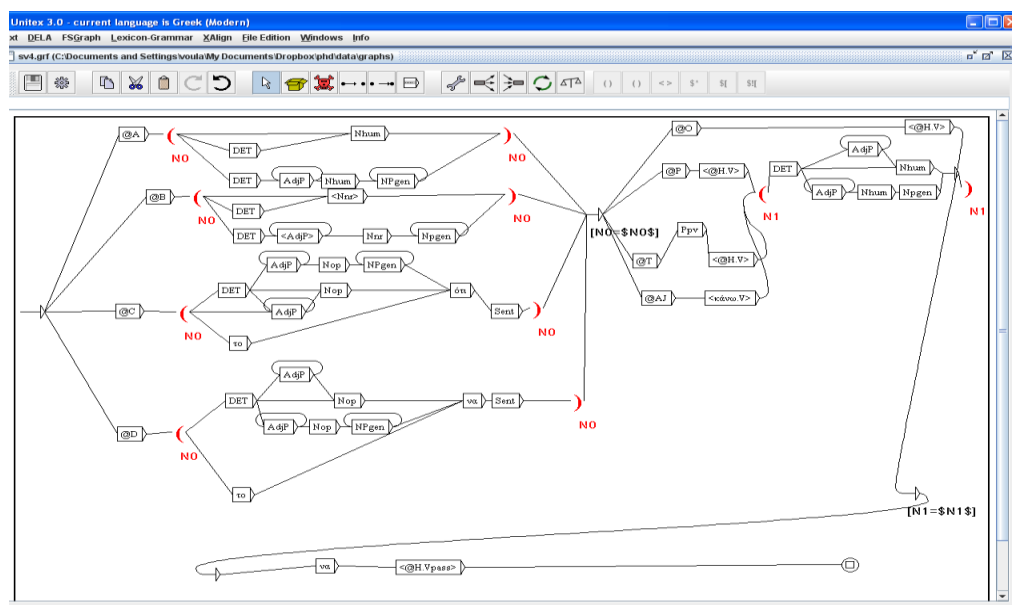 Unitex 3.0 - current language is Greek (Modern)
xt DELA FSGraph Lexicon-Grammar XAlign File Edition Windows Info
sv4.grf (C:\Documents and Settings\voula\My Documents\Dropbox\phd\data\graphs)
@A ( Nhum )
N0 DET N0
DET AdjP Nhum NPgen
@B ( <Nnr> )
N0 DET N0
DET <AdjP> Nnr Npgen
AdjP Nop NPgen
DET Nop ότι
AdjP
@C ( Sent )
N0 το N0
AdjP
DET Nop να Sent )
AdjP Nop NPgen N0
@D (
N0
το
@O <@H.V>
@P <@H.V> ( DET AdjP Nhum )
N1 AdjP Nhum Npgen N1
[N0=$N0$]
@T Ppv <@H.V>
@AJ <κάνω.V>
[N1=$N1$]
να <@H.Vpass>